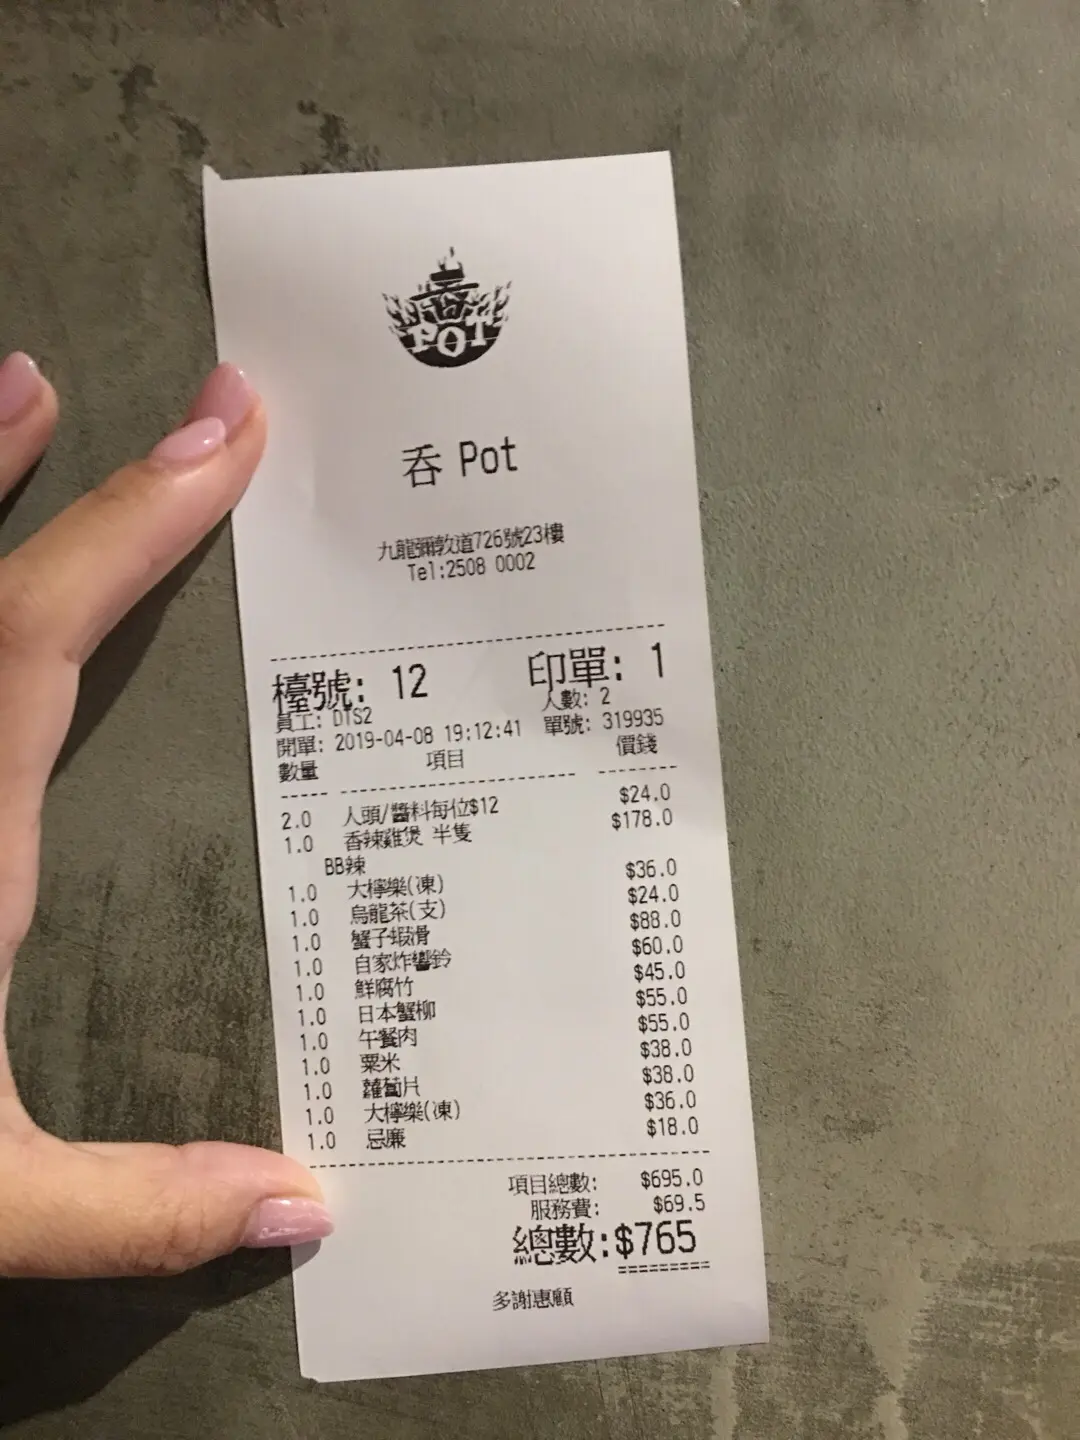 吞
POT
吞 Pot
九龍彌敦道726號23樓
Tel:2508 0002
檯號: 12 印單: 1
員工: DTS2 人數: 2
開單: 2019-04-08 19:12:41 單號: 319935
數量 項目 價錢
2.0 人頭/醬料每位$12 $24.0
1.0 香辣雞煲 半隻 $178.0
BB辣
1.0 大檸樂(凍) $36.0
1.0 烏龍茶(支) $24.0
1.0 蟹子蝦滑 $88.0
1.0 自家炸響鈴 $60.0
1.0 鮮腐竹 $45.0
1.0 日本蟹柳 $55.0
1.0 午餐肉 $55.0
1.0 粟米 $38.0
1.0 蘿蔔片 $38.0
1.0 大檸樂(凍) $36.0
1.0 忌廉 $18.0
項目總數: $695.0
服務費: $69.5
總數:$765
=========
多謝惠顧